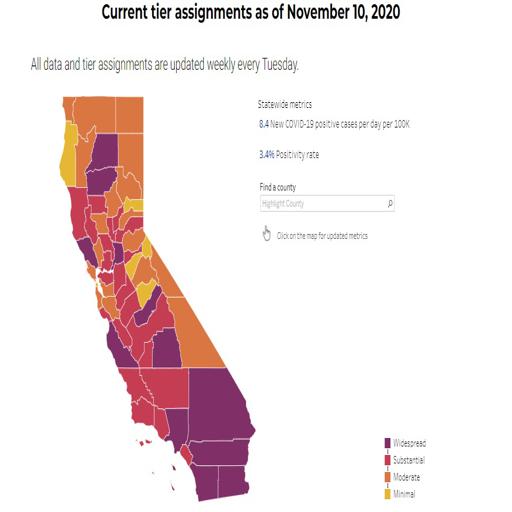 Current tier assignments as of November 10, 2020
All data and tier assignments are updated weekly every Tuesday.
Statewide metrics
8.4 New COVID-19 positive cases per day per 100K
3.4% Positivity rate
Find a county
Highlight County
Click on the map for updated metrics
Widespread
Substantial
Moderate
Minimal